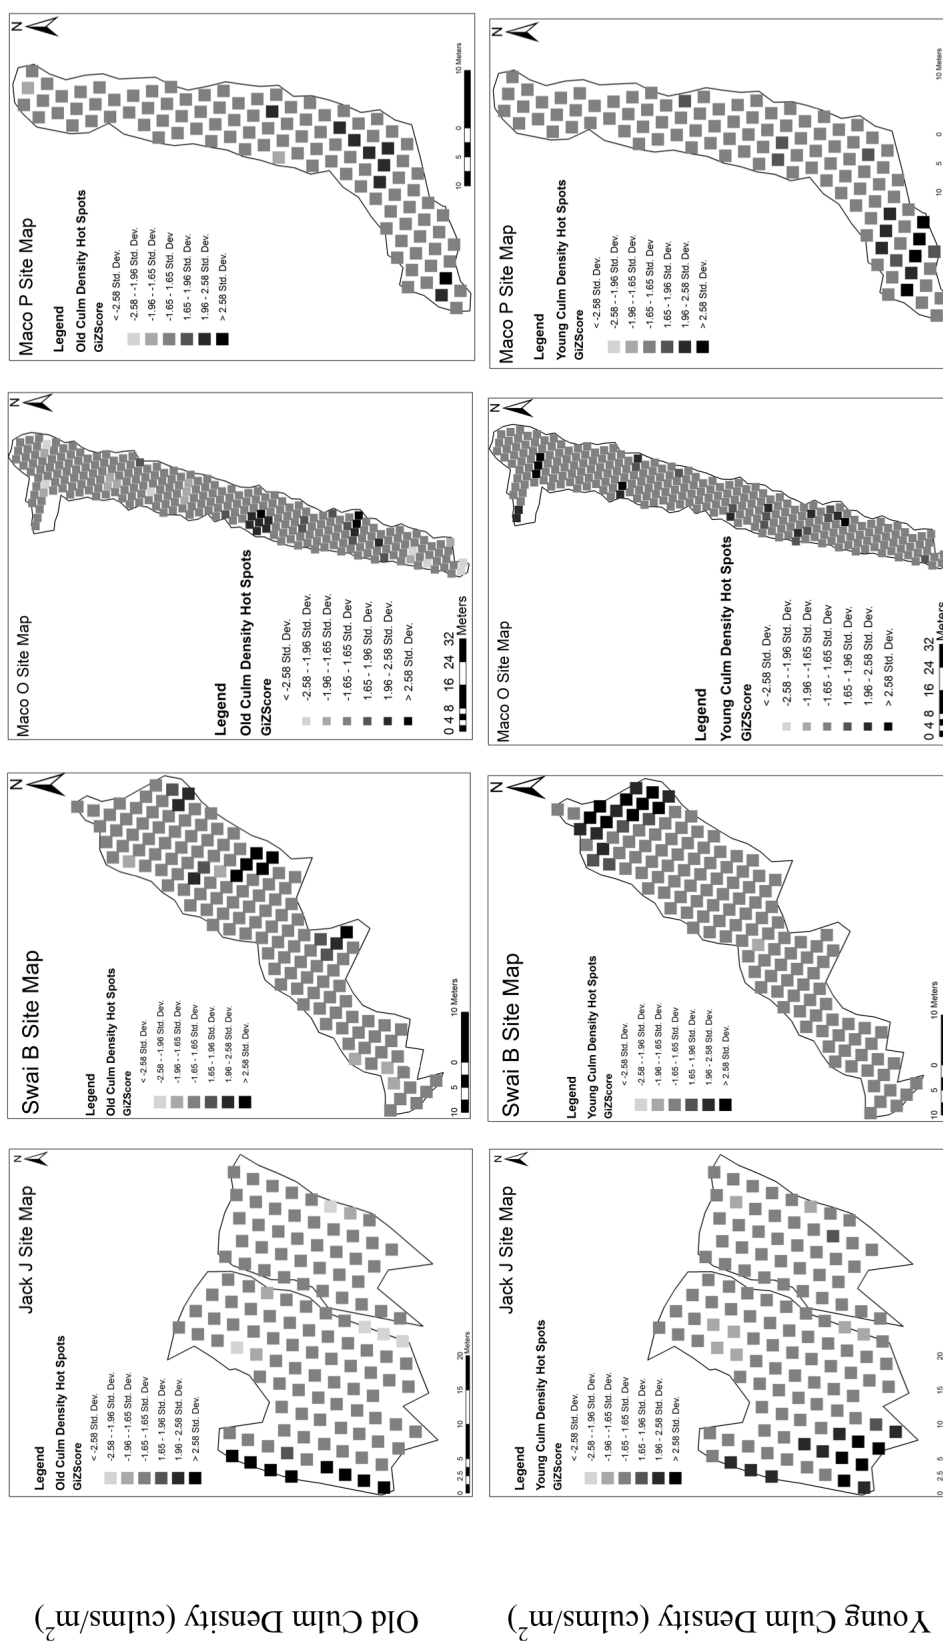 Old Culm Density (culms/m²)
Jack J Site Map
N
Legend
Old Culm Density Hot Spots
GiZScore
< -2.58 Std. Dev.
-2.58 - -1.96 Std. Dev.
-1.96 - -1.65 Std. Dev.
-1.65 - 1.65 Std. Dev
1.65 - 1.96 Std. Dev.
1.96 - 2.58 Std. Dev.
> 2.58 Std. Dev.
0 2.5 5 10 15 20 Meters
Swai B Site Map
N
Legend
Old Culm Density Hot Spots
GiZScore
< -2.58 Std. Dev.
-2.58 - -1.96 Std. Dev.
-1.96 - -1.65 Std. Dev.
-1.65 - 1.65 Std. Dev
1.65 - 1.96 Std. Dev.
1.96 - 2.58 Std. Dev.
> 2.58 Std. Dev.
10 5 0 10 Meters
Maco O Site Map
N
Legend
Old Culm Density Hot Spots
GiZScore
< -2.58 Std. Dev.
-2.58 - -1.96 Std. Dev.
-1.96 - -1.65 Std. Dev.
-1.65 - 1.65 Std. Dev.
1.65 - 1.96 Std. Dev.
1.96 - 2.58 Std. Dev.
> 2.58 Std. Dev.
0 4 8 16 24 32 Meters
Maco P Site Map
N
Legend
Old Culm Density Hot Spots
GiZScore
< -2.58 Std. Dev.
-2.58 - -1.96 Std. Dev.
-1.96 - -1.65 Std. Dev.
-1.65 - 1.65 Std. Dev
1.65 - 1.96 Std. Dev.
1.96 - 2.58 Std. Dev.
> 2.58 Std. Dev.
10 5 0 10 Meters
Young Culm Density (culms/m²)
Jack J Site Map
N
Legend
Young Culm Density Hot Spots
GiZScore
< -2.58 Std. Dev.
-2.58 - -1.96 Std. Dev.
-1.96 - -1.65 Std. Dev.
-1.65 - 1.65 Std. Dev
1.65 - 1.96 Std. Dev.
1.96 - 2.58 Std. Dev.
> 2.58 Std. Dev.
0 2.5 5 10 15 20
Swai B Site Map
N
Legend
Young Culm Density Hot Spots
GiZScore
< -2.58 Std. Dev.
-2.58 - -1.96 Std. Dev.
-1.96 - -1.65 Std. Dev.
-1.65 - 1.65 Std. Dev
1.65 - 1.96 Std. Dev.
1.96 - 2.58 Std. Dev.
> 2.58 Std. Dev.
10 5 0 10 Meters
Maco O Site Map
N
Legend
Young Culm Density Hot Spots
GiZScore
< -2.58 Std. Dev.
-2.58 - -1.96 Std. Dev.
-1.96 - -1.65 Std. Dev.
-1.65 - 1.65 Std. Dev.
1.65 - 1.96 Std. Dev.
1.96 - 2.58 Std. Dev.
> 2.58 Std. Dev.
0 4 8 16 24 32 Meters
Maco P Site Map
N
Legend
Young Culm Density Hot Spots
GiZScore
< -2.58 Std. Dev.
-2.58 - -1.96 Std. Dev.
-1.96 - -1.65 Std. Dev.
-1.65 - 1.65 Std. Dev
1.65 - 1.96 Std. Dev.
1.96 - 2.58 Std. Dev.
> 2.58 Std. Dev.
10 5 0 10 Meters